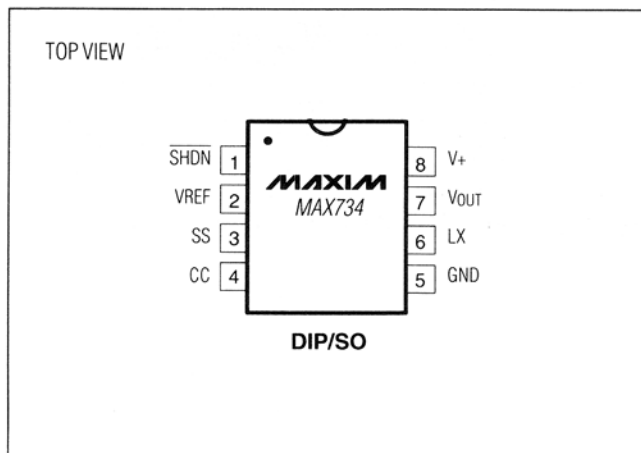 TOP VIEW
SHDN 1
VREF 2
SS 3
CC 4
8 V+
7 VOUT
6 LX
5 GND
MAXIM
MAX734
DIP/SO